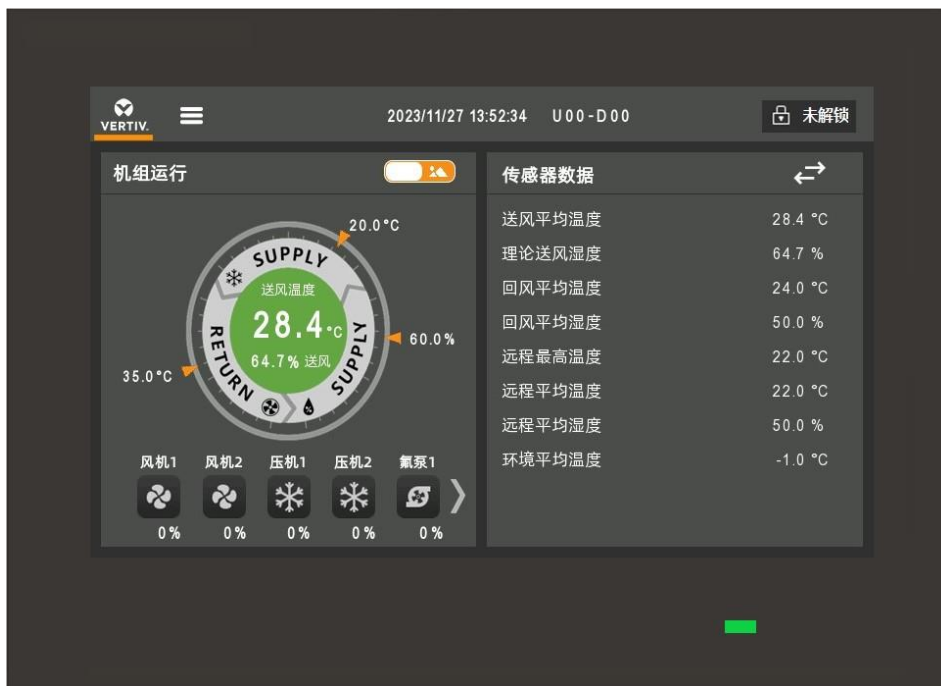 VERTIV.
2023/11/27 13:52:34 U00-D00
未解锁
机组运行
20.0°C
SUPPLY
送风温度
28.4°C
64.7% 送风
SUPPLY
RETURN
60.0%
35.0°C
风机1 风机2 压机1 压机2 氟泵1
0% 0% 0% 0% 0%
传感器数据
送风平均温度 28.4 °C
理论送风湿度 64.7 %
回风平均温度 24.0 °C
回风平均湿度 50.0 %
远程最高温度 22.0 °C
远程平均温度 22.0 °C
远程平均湿度 50.0 %
环境平均温度 -1.0 °C